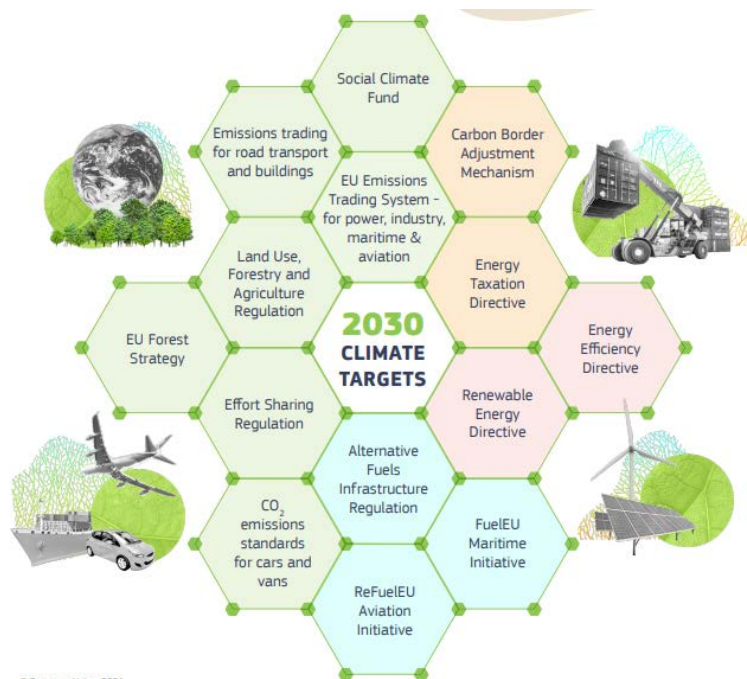 Social Climate
Fund
Emissions trading
for road transport
and buildings
Carbon Border
Adjustment
Mechanism
EU Emissions
Trading System –
for power, industry,
maritime &
aviation
Land Use,
Forestry and
Agriculture
Regulation
Energy
Taxation
Directive
EU Forest
Strategy
2030
CLIMATE
TARGETS
Energy
Efficiency
Directive
Effort Sharing
Regulation
Renewable
Energy
Directive
Alternative
Fuels
Infrastructure
Regulation
CO₂
emissions
standards
for cars and
vans
FuelEU
Maritime
Initiative
ReFuelEU
Aviation
Initiative